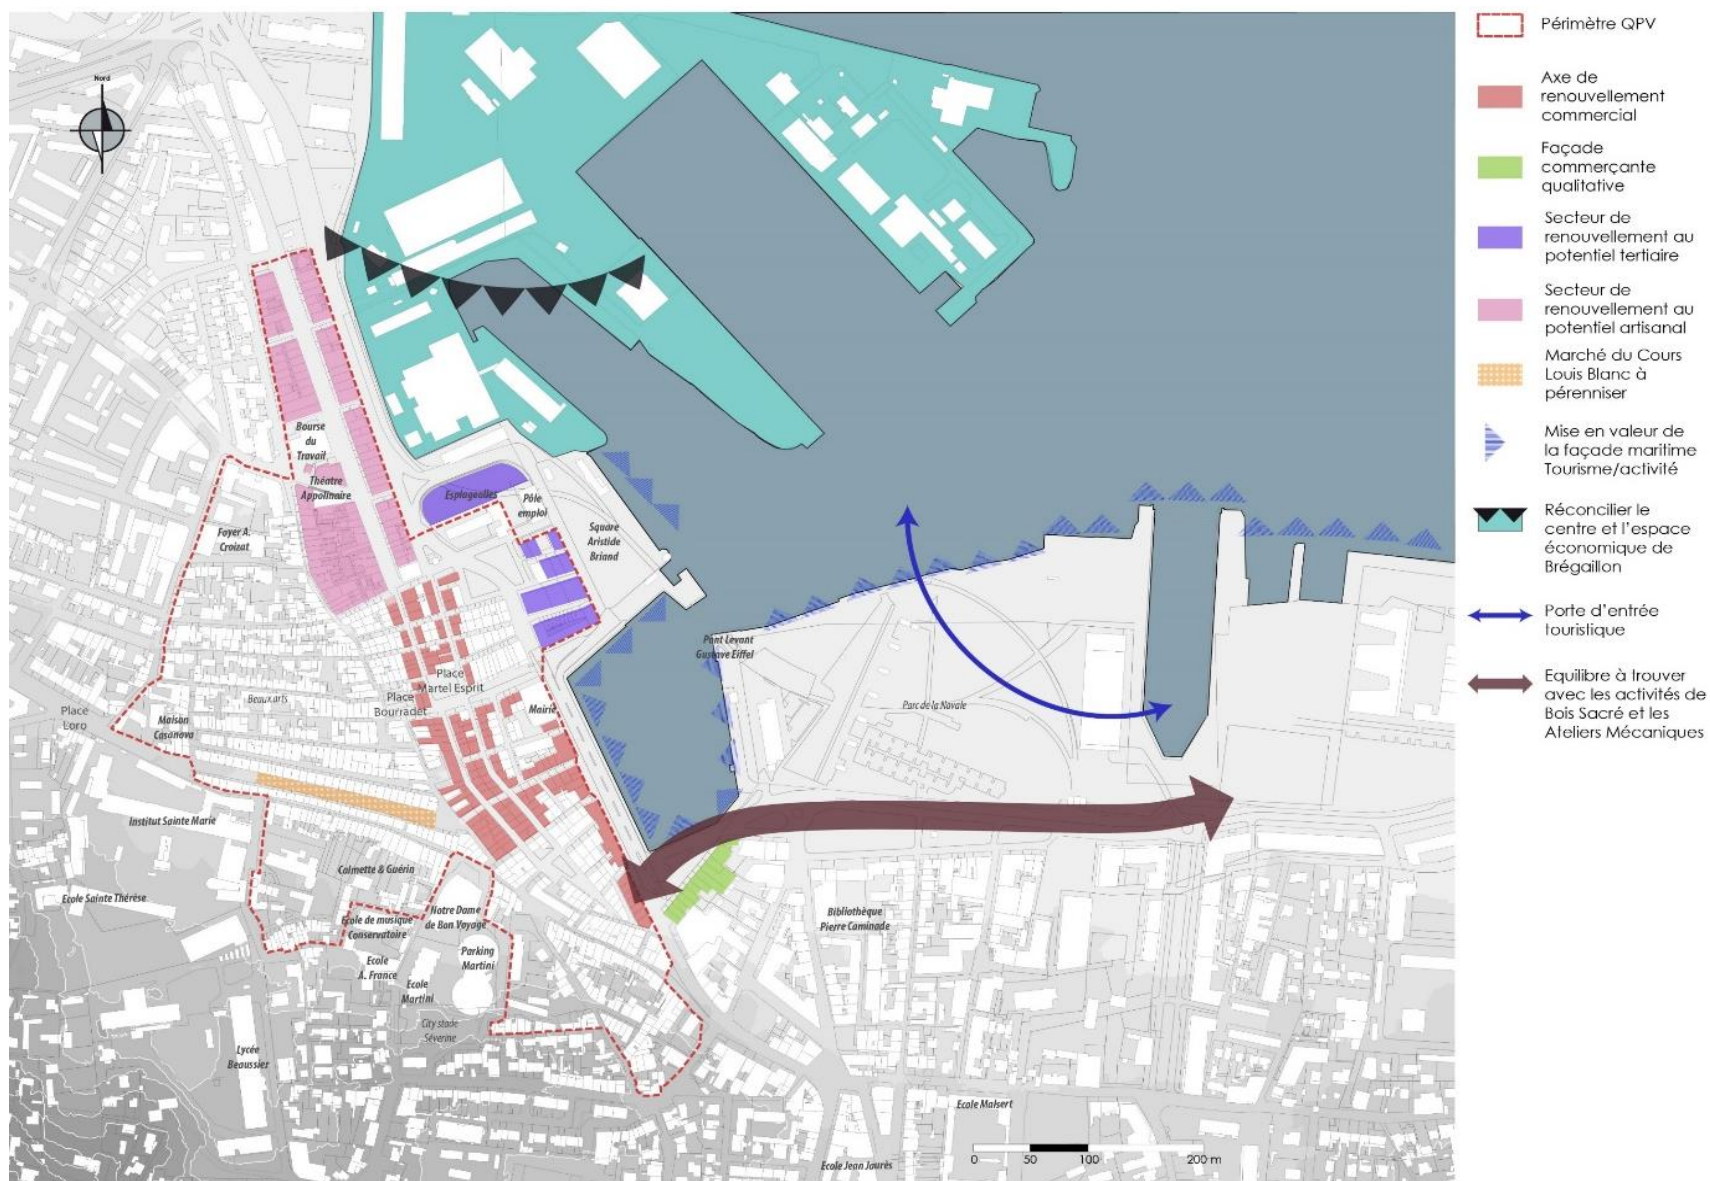 Nord
Bourse
du
Travail
Théatre
Appolinaire
Esplageolles
Pôle
emploi
Square
Aristide
Briand
Foyer A.
Croizat
Pont Levant
Gustave Eiffel
Place
Martel Esprit
Place
Bourradet
Beaux arts
Mairie
Place
Loro
Maison
Casanova
Parc de la Navale
Institut Sainte Marie
Calmette & Guérin
Ecole Sainte Thérèse
Ecole de musique
Conservatoire
Notre Dame
de Bon Voyage
Bibliothèque
Pierre Caminade
Ecole
A. France
Parking
Martini
Ecole
Martini
City stade
Séverine
Lycée
Beaussier
Ecole Malsert
Ecole Jean Jaurès
0 50 100 200 m
Périmètre QPV
Axe de
renouvellement
commercial
Façade
commerçante
qualitative
Secteur de
renouvellement au
potentiel tertiaire
Secteur de
renouvellement au
potentiel artisanal
Marché du Cours
Louis Blanc à
pérenniser
Mise en valeur de
la façade maritime
Tourisme/activité
Réconcilier le
centre et l'espace
économique de
Brégaillon
Porte d'entrée
touristique
Equilibre à trouver
avec les activités de
Bois Sacré et les
Ateliers Mécaniques